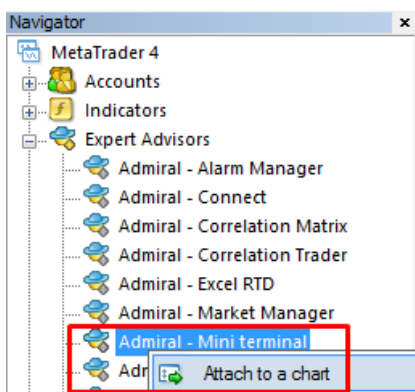 Navigator
MetaTrader 4
Accounts
Indicators
Expert Advisors
Admiral - Alarm Manager
Admiral - Connect
Admiral - Correlation Matrix
Admiral - Correlation Trader
Admiral - Excel RTD
Admiral - Market Manager
Admiral - Mini terminal
Adr
Attach to a chart